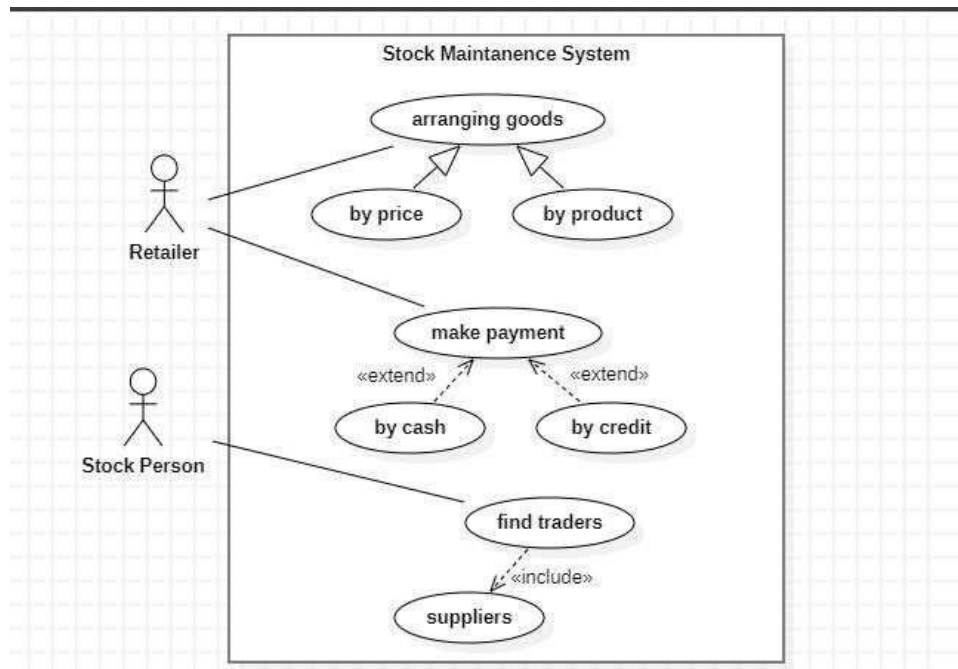 Stock Maintanence System
arranging goods
by price
by product
Retailer
make payment
«extend»
«extend»
by cash
by credit
Stock Person
find traders
«include»
suppliers